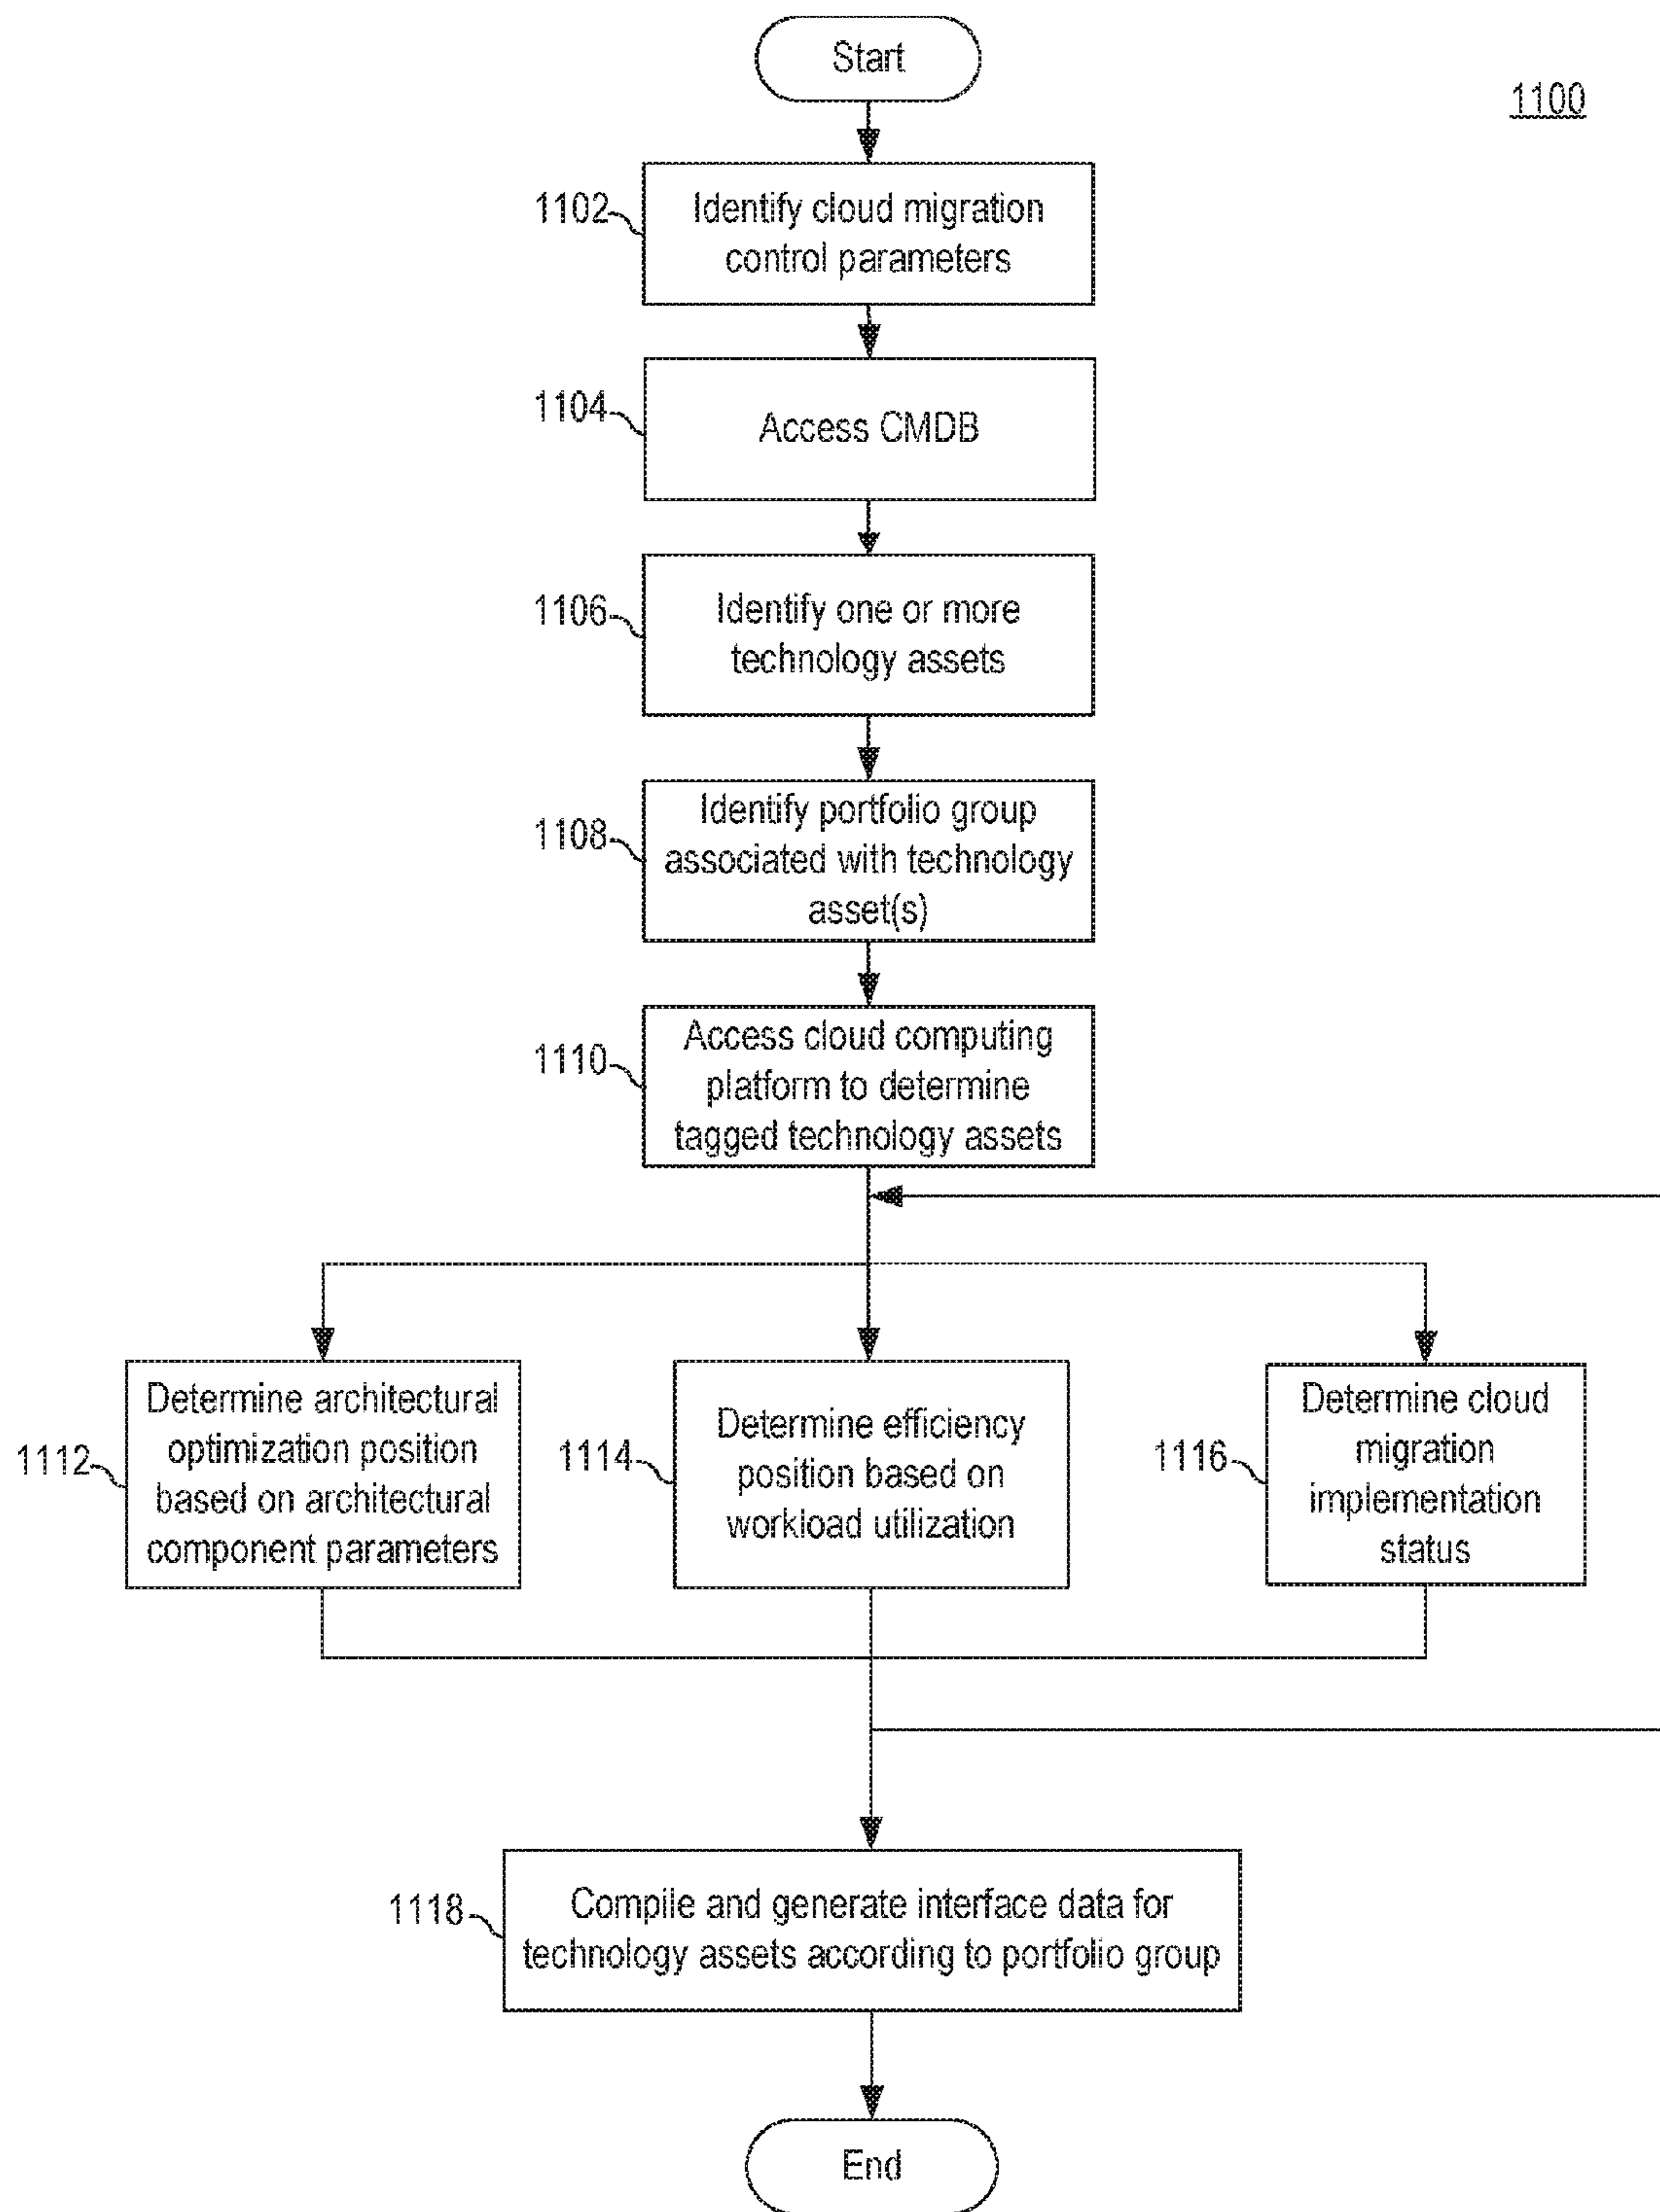 Start
1100
1102
Identify cloud migration
control parameters
1104
Access CMDB
1106
Identify one or more
technology assets
1108
Identify portfolio group
associated with technology
asset(s)
1110
Access cloud computing
platform to determine
tagged technology assets
1112
Determine architectural
optimization position
based on architectural
component parameters
1114
Determine efficiency
position based on
workload utilization
1116
Determine cloud
migration
implementation
status
1118
Compile and generate interface data for
technology assets according to portfolio group
End